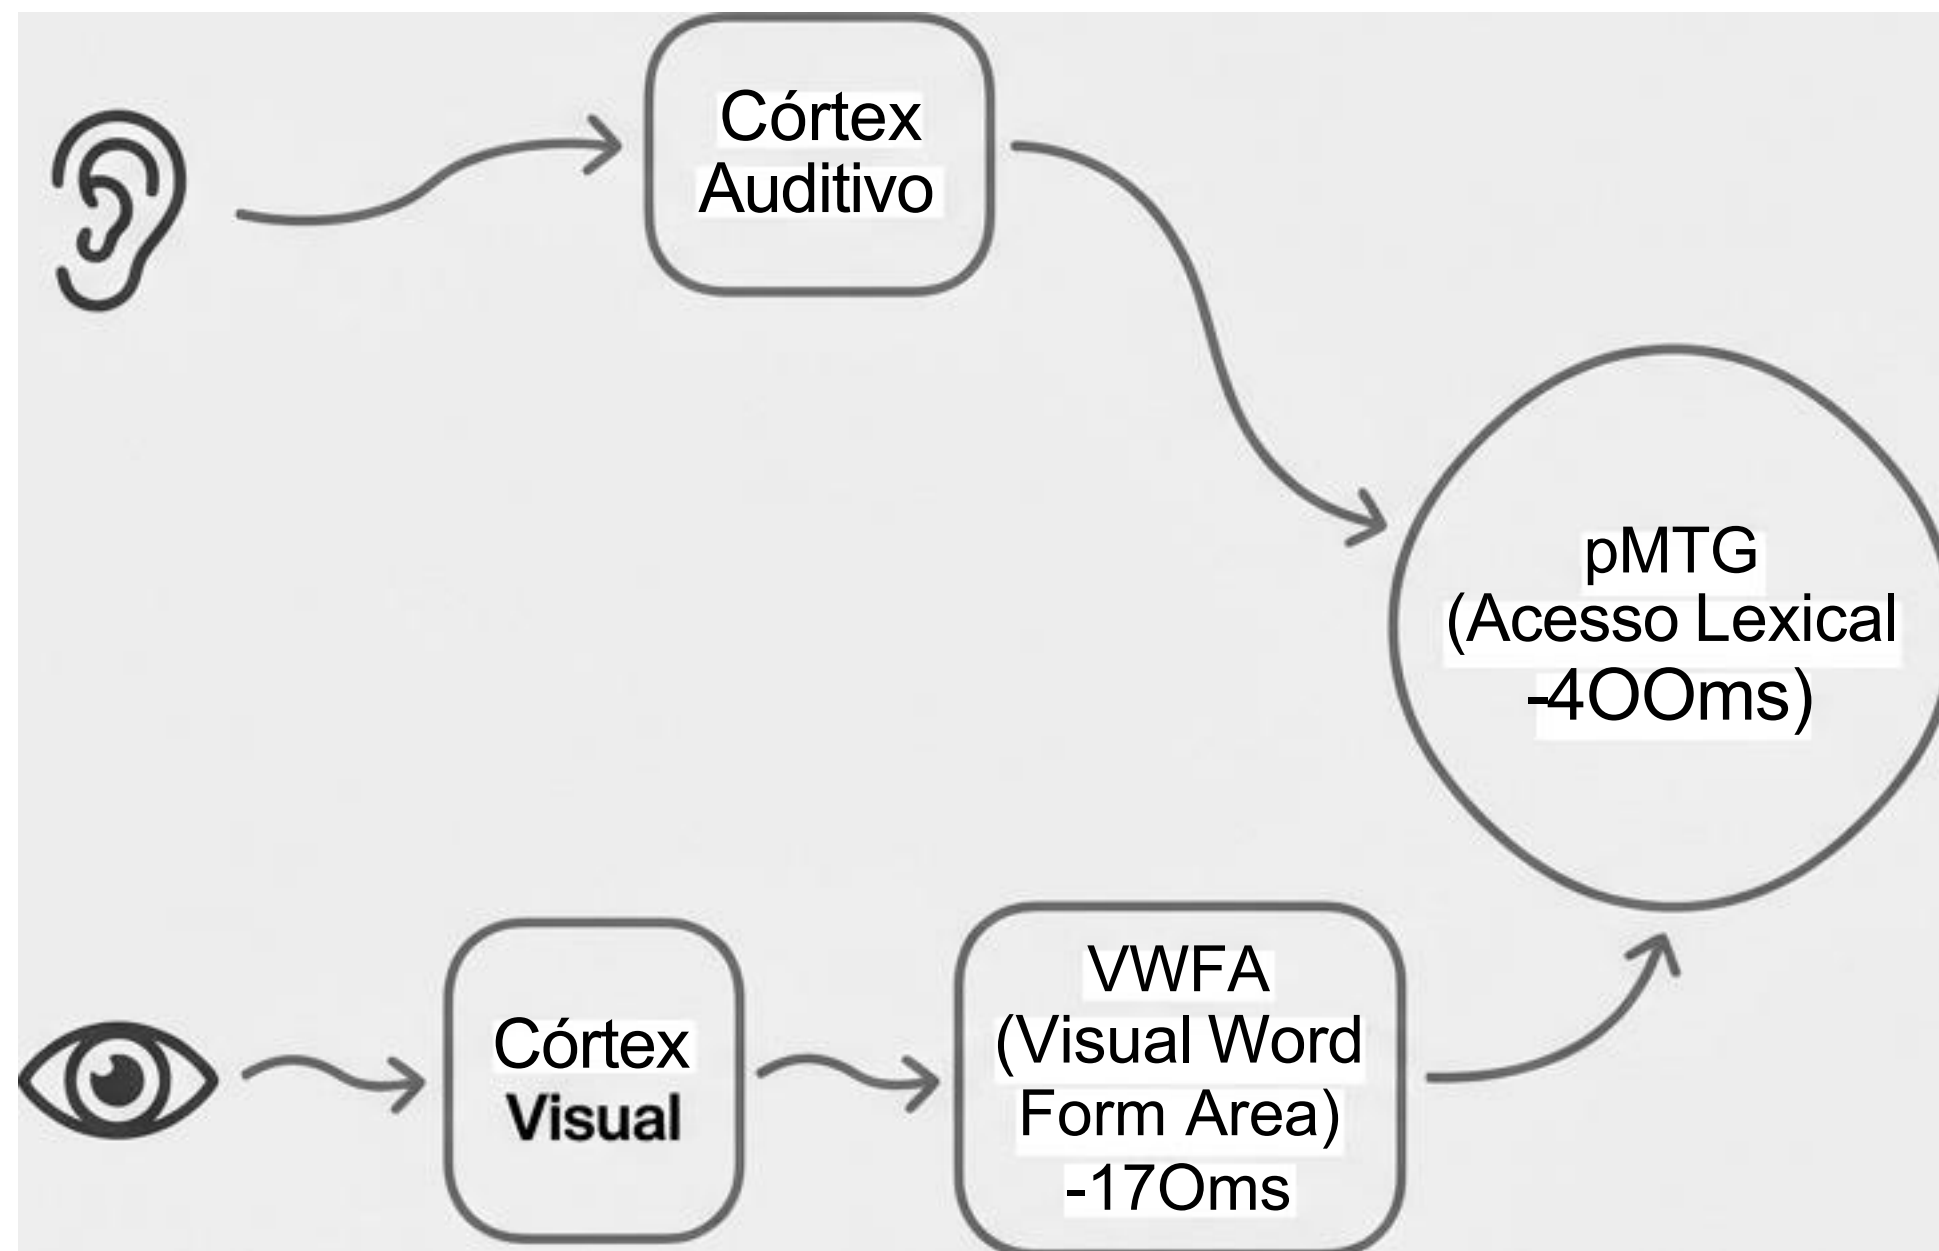 Córtex
Auditivo
pMTG
(Acesso Lexical
-4OOms)
Córtex
Visual
VWFA
(Visual Word
Form Area)
-17Oms